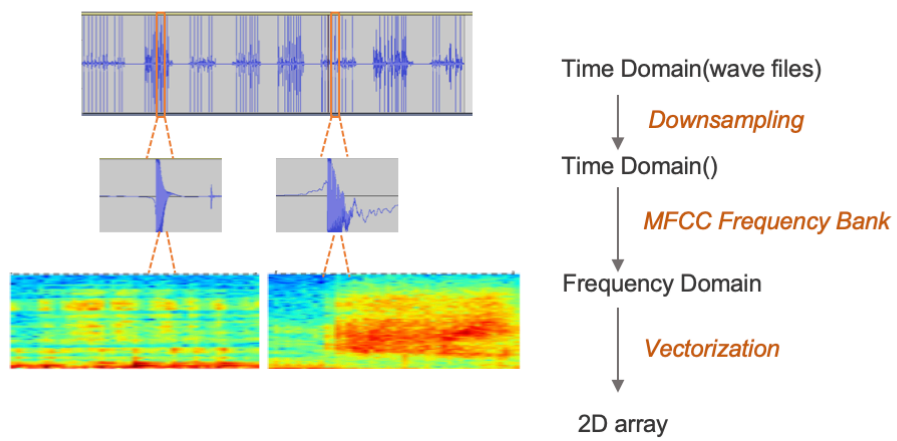 Time Domain(wave files)
Downsampling
Time Domain()
MFCC Frequency Bank
Frequency Domain
Vectorization
2D array